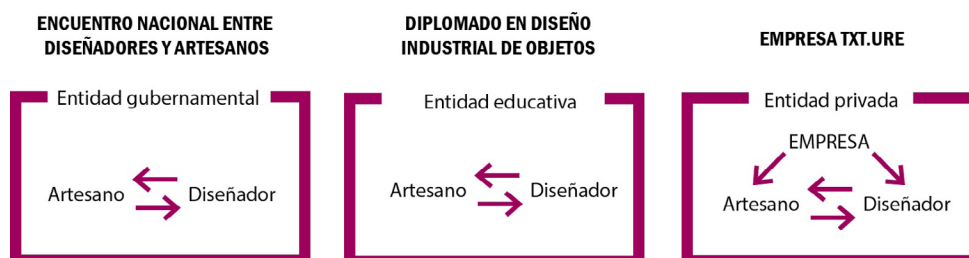 ENCUENTRO NACIONAL ENTRE
DISEÑADORES Y ARTESANOS
Entidad gubernamental
Artesano
Diseñador
DIPLOMADO EN DISEÑO
INDUSTRIAL DE OBJETOS
Entidad educativa
Artesano
Diseñador
EMPRESA TXT.URE
Entidad privada
EMPRESA
Artesano
Diseñador